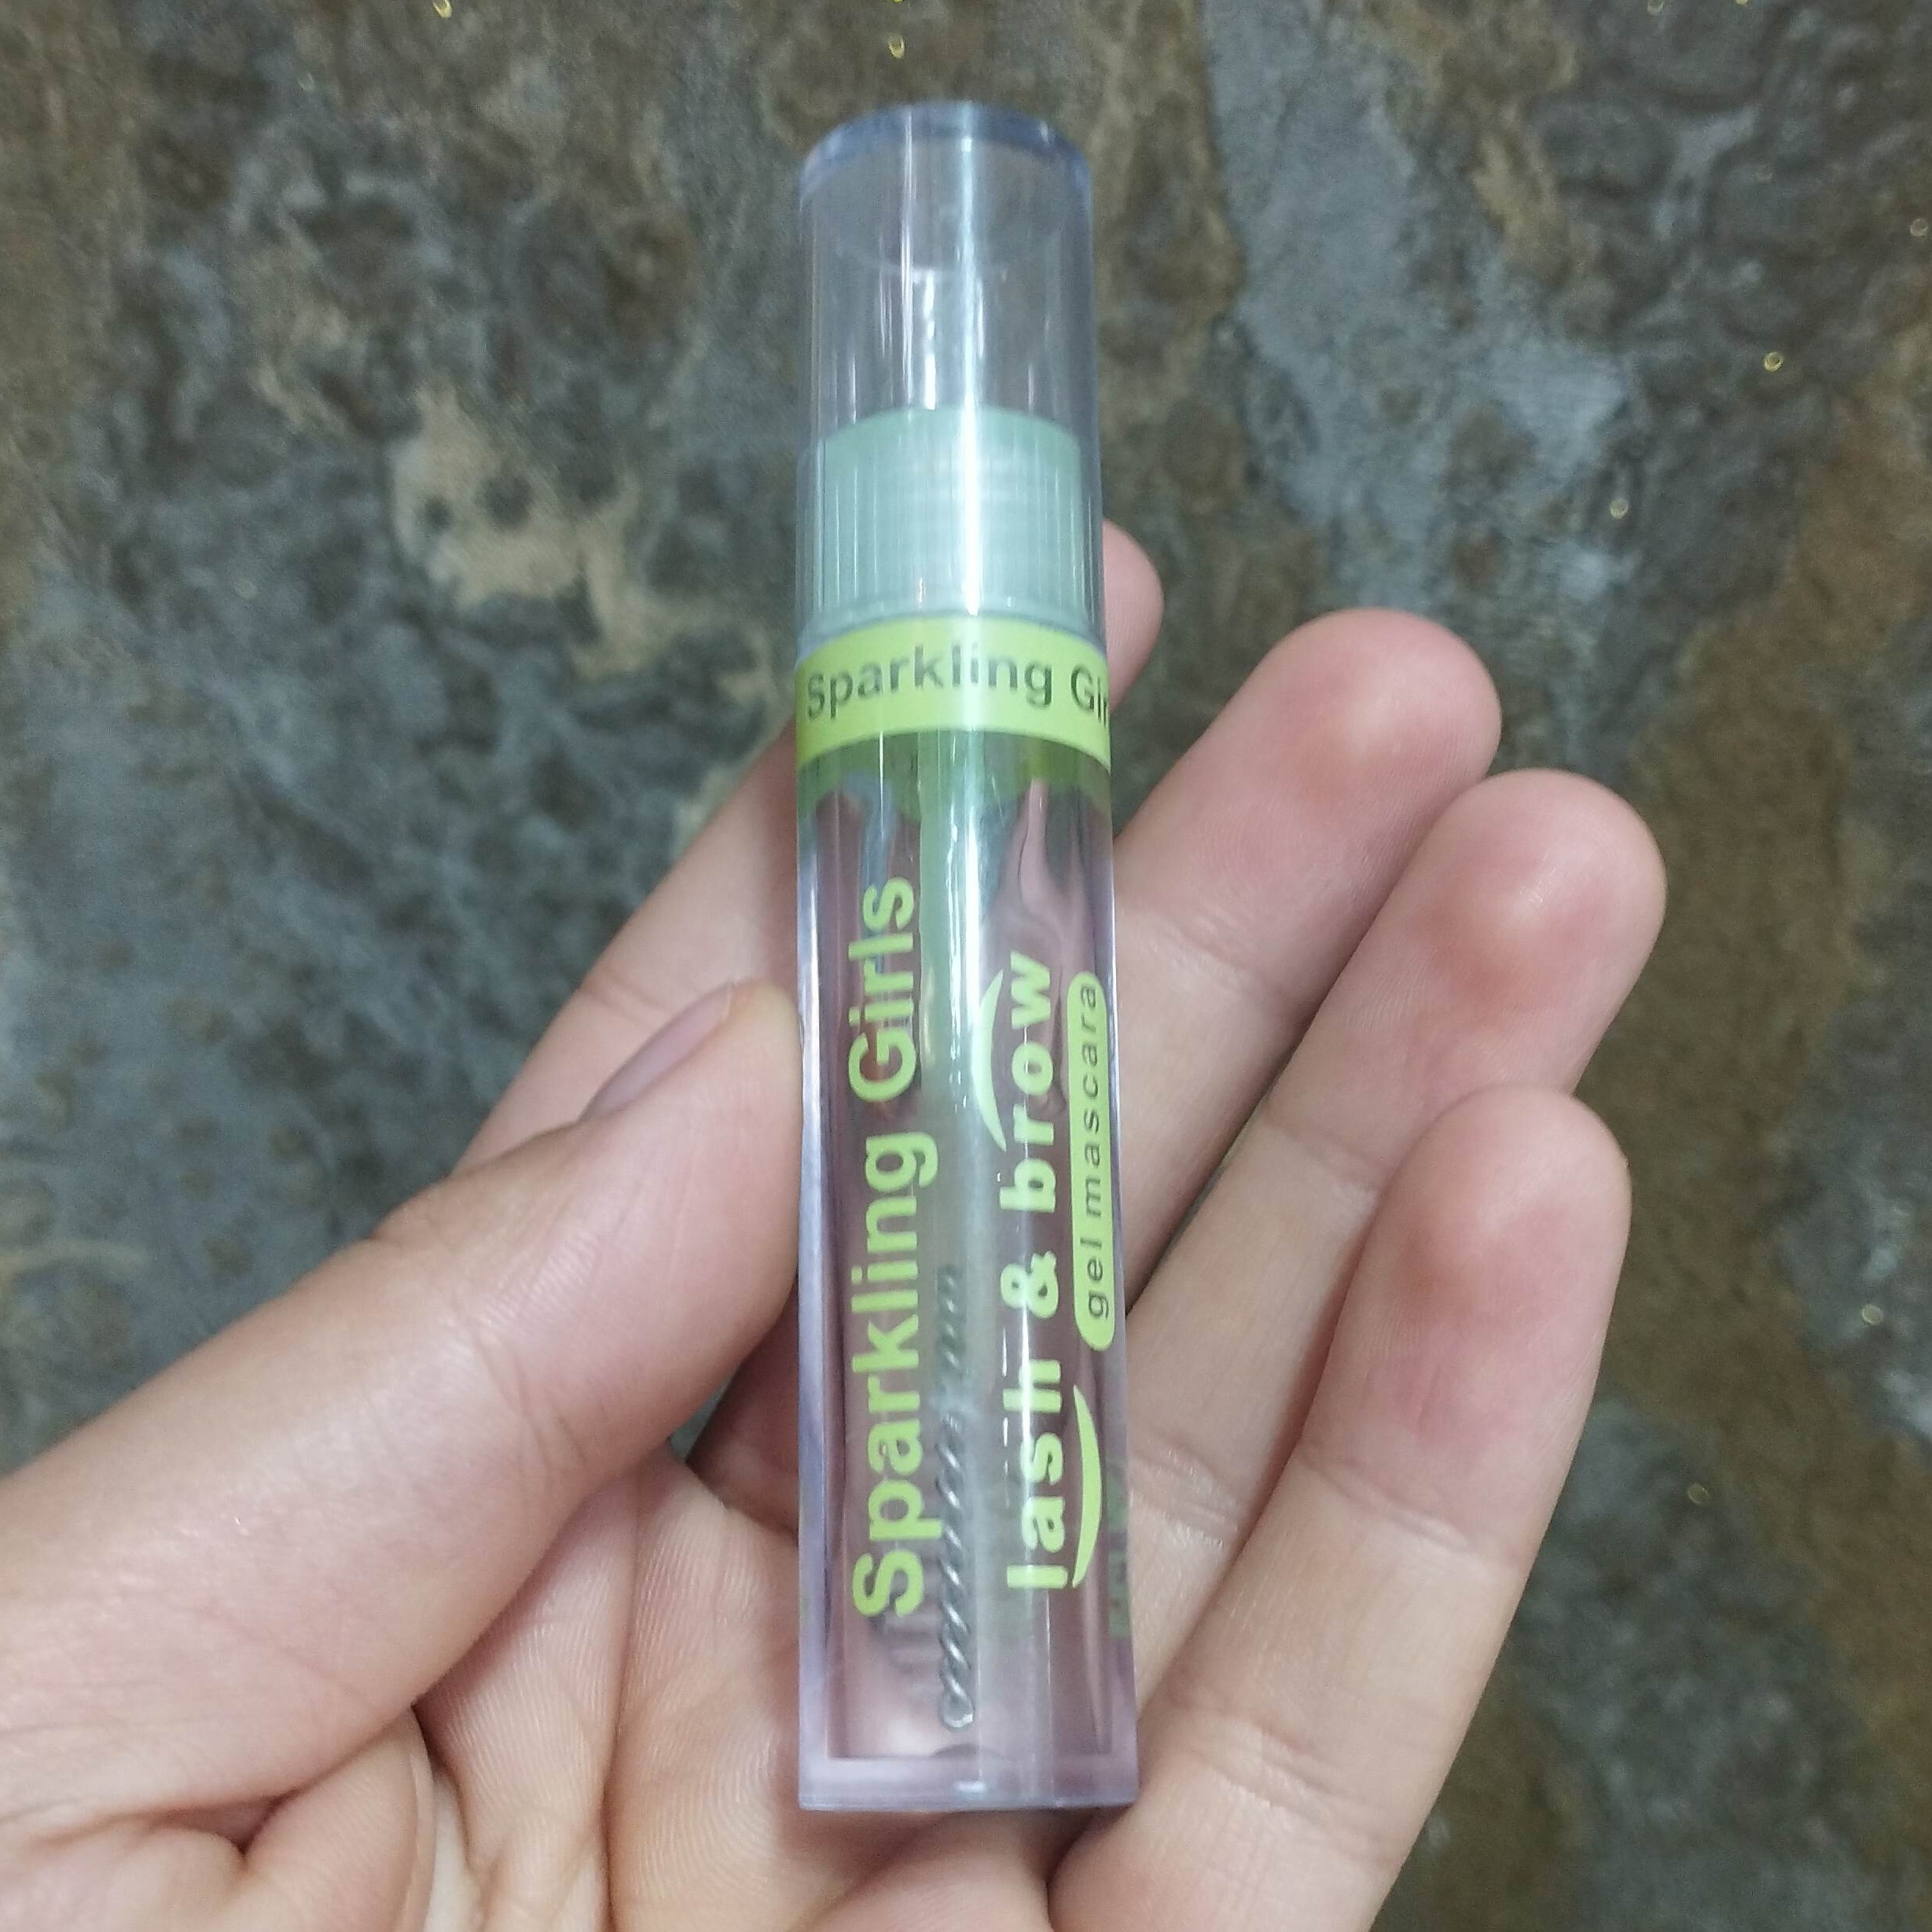 Sparkling Gir
Sparkling Girls
lash & brow
gel mascara